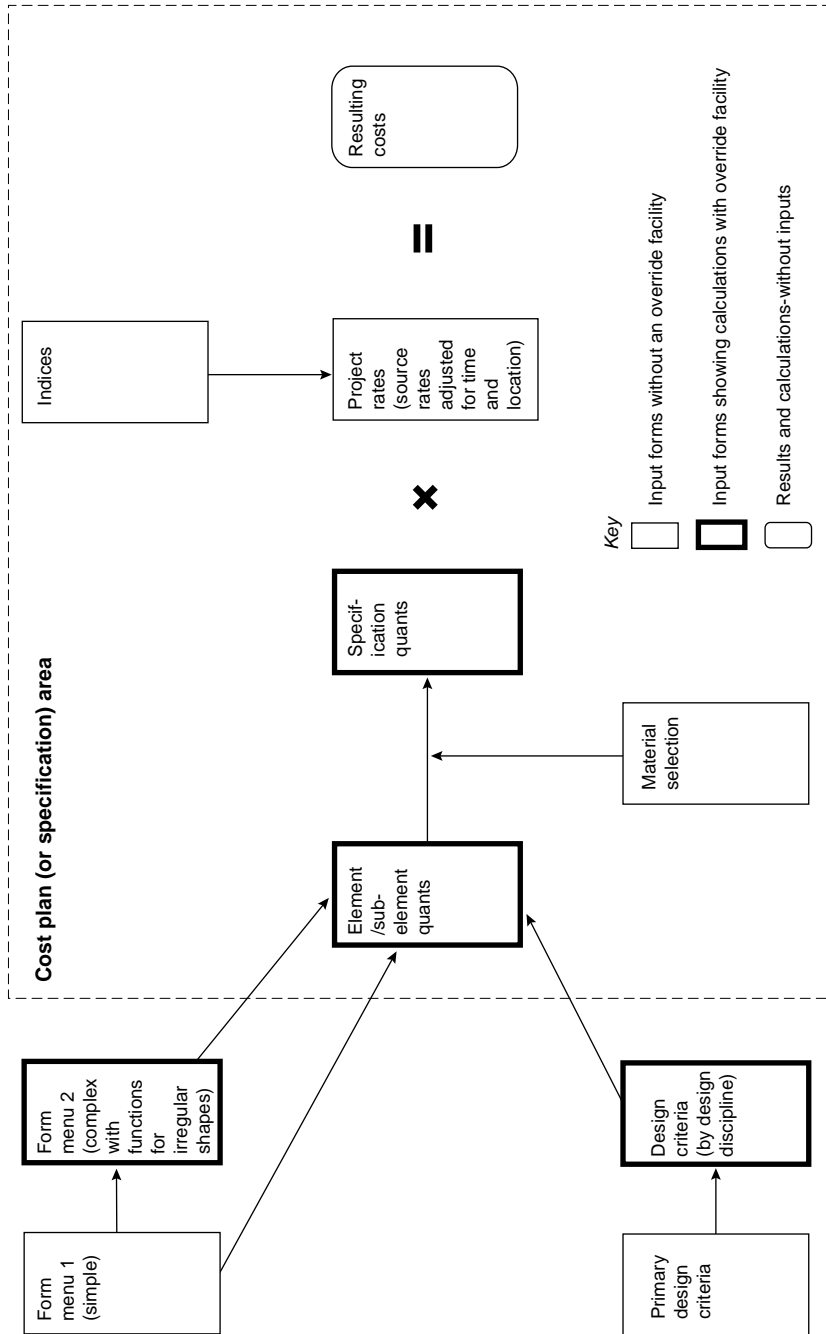 Form
menu 1
(simple)
Form
menu 2
(complex
with
functions
for
irregular
shapes)
Primary
design
criteria
Design
criteria
(by design
discipline)
Cost plan (or specification) area
Element
/sub-
element
quants
Material
selection
Specif-
ication
quants
×
Indices
Project
rates
(source
rates
adjusted
for time
and
location)
=
Resulting
costs
Key
Input forms without an override facility
Input forms showing calculations with override facility
Results and calculations-without inputs